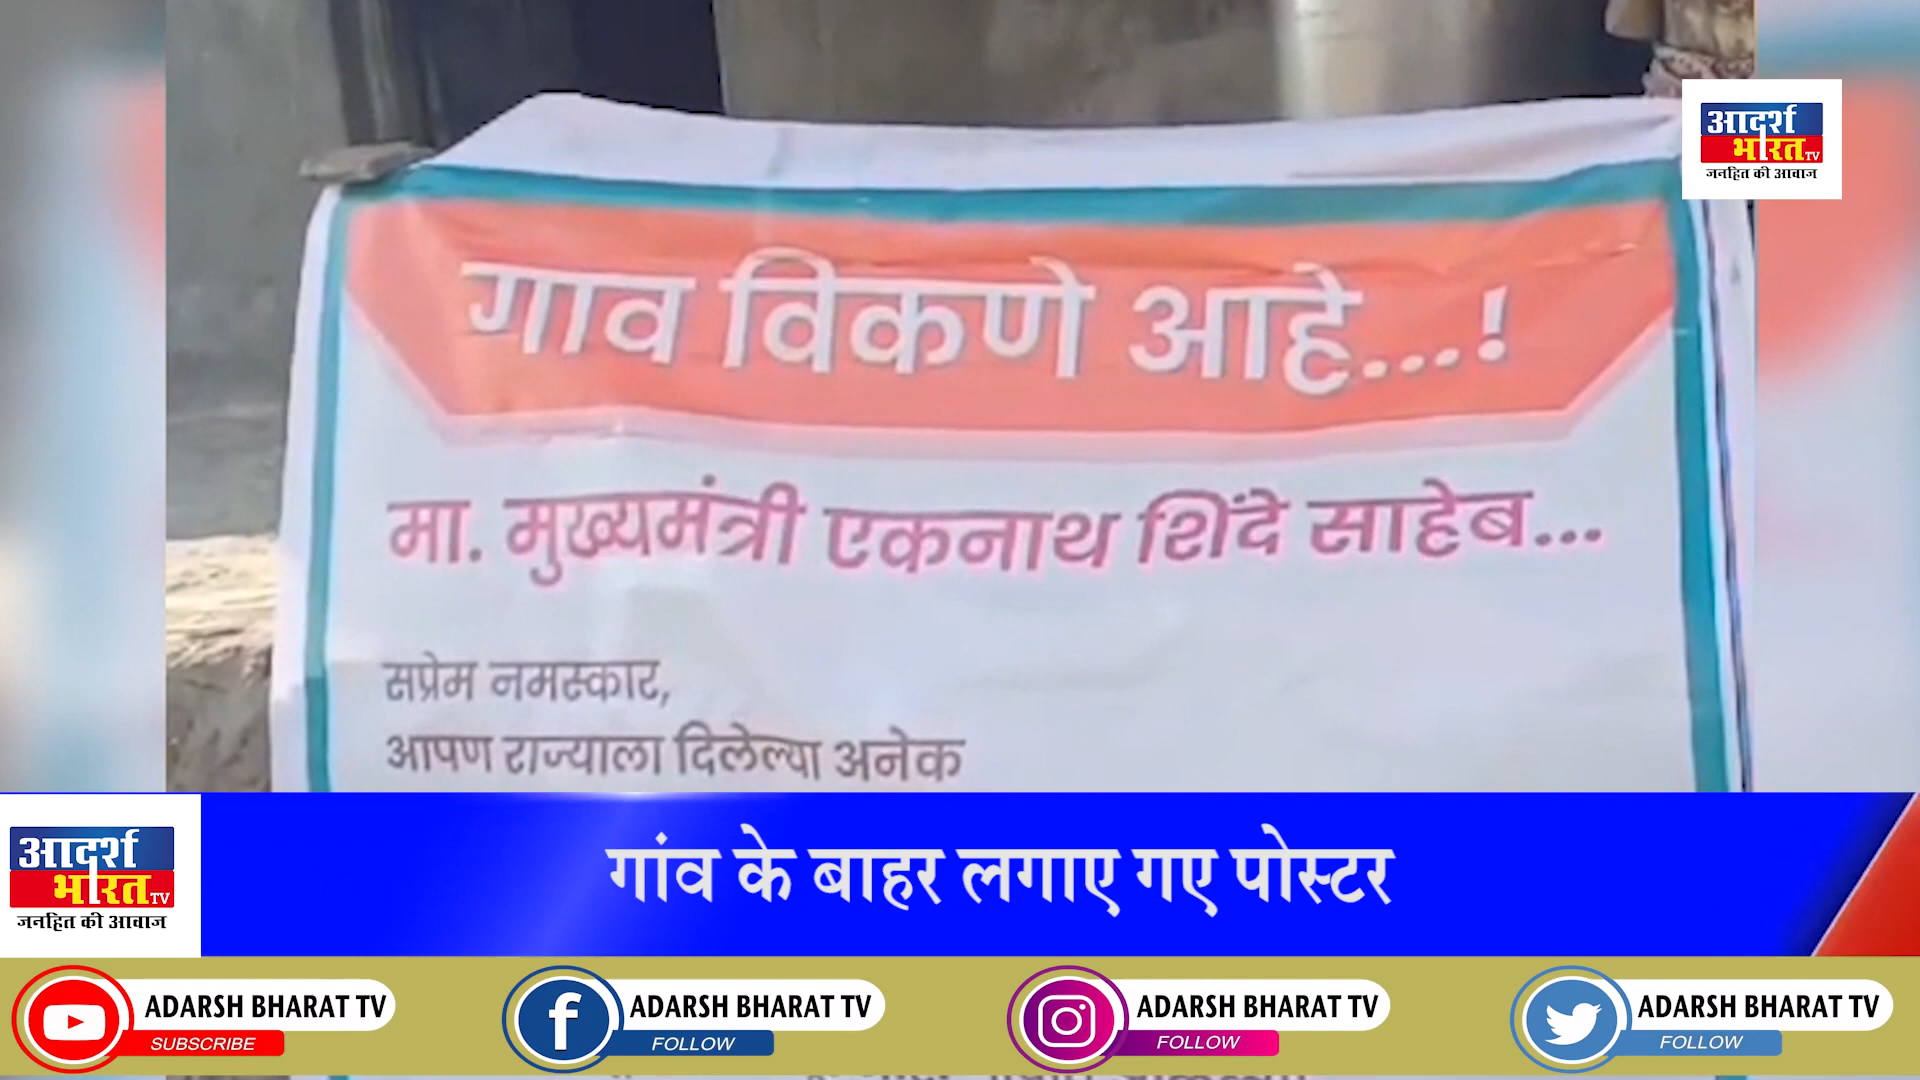 आदर्श
भारत TV
जनहित की आवाज
गाव विकणे आहे...!
मा. मुख्यमंत्री एकनाथ शिंदे साहेब...
सप्रेम नमस्कार,
आपण राज्याला दिलेल्या अनेक
आदर्श
भारत TV
जनहित की आवाज
गांव के बाहर लगाए गए पोस्टर
ADARSH BHARAT TV
SUBSCRIBE
ADARSH BHARAT TV
FOLLOW
ADARSH BHARAT TV
FOLLOW
ADARSH BHARAT TV
FOLLOW